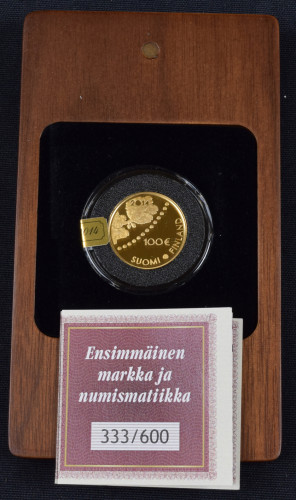 2014
100€
SUOMI FINLAND
Ensimmäinen
markka ja
numismatiikka
333/600